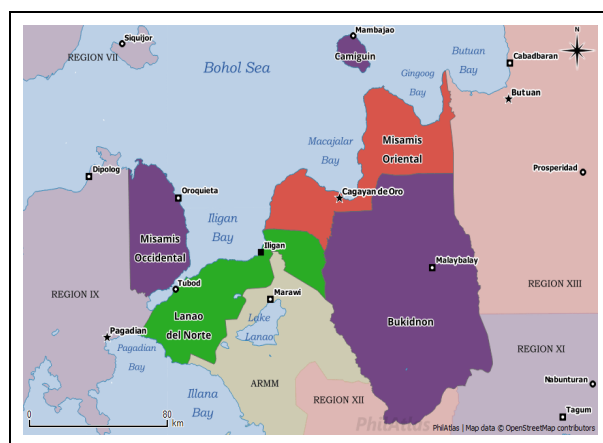 Siquijor
REGION VII
Bohol Sea
Mambajao
Camiguin
Butuan
Bay
Cabadbaran
N
Gingoog
Bay
Butuan
Macajalar
Bay
Misamis
Oriental
Dipolog
Oroquieta
Cagayan de Oro
Prosperidad
Iligan
Bay
Misamis
Occidental
Iligan
Malaybalay
Tubod
Marawi
REGION XIII
REGION IX
Lanao
del Norte
Lake
Lanao
Bukidnon
Pagadian
Pagadian
Bay
REGION XI
Illana
Bay
ARMM
REGION XII
Nabunturan
Tagum
0
80
km
PhilAtlas
PhilAtlas | Map data © OpenStreetMap contributors